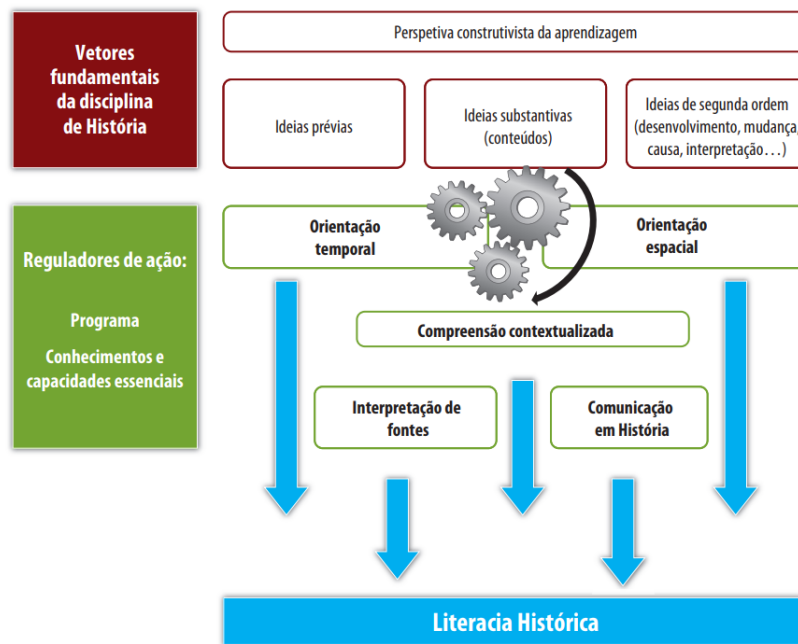 Vetores
fundamentais
da disciplina
de História
Perspetiva construtivista da aprendizagem
Ideias prévias
Ideias substantivas
(conteúdos)
Ideias de segunda ordem
(desenvolvimento, mudança,
causa, interpretação…)
Reguladores de ação:
Programa
Conhecimentos e
capacidades essenciais
Orientação
temporal
Orientação
espacial
Compreensão contextualizada
Interpretação de
fontes
Comunicação
em História
Literacia Histórica